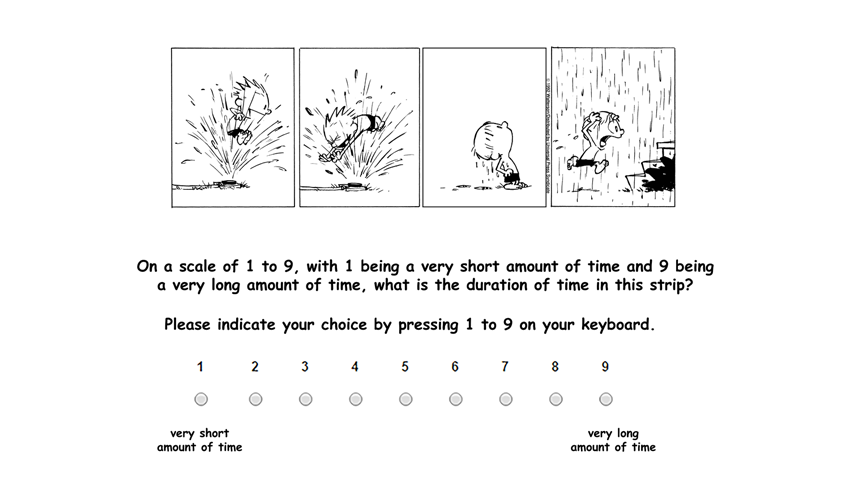 On a scale of 1 to 9, with 1 being a very short amount of time and 9 being
a very long amount of time, what is the duration of time in this strip?
Please indicate your choice by pressing 1 to 9 on your keyboard.
1 2 3 4 5 6 7 8 9
very short
amount of time
very long
amount of time